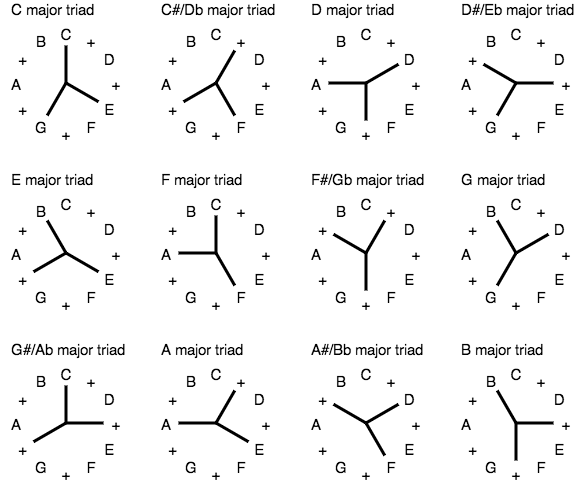 C major triad
B C +
+ D
A +
+ E
G + F
C#/Db major triad
B C +
+ D
A +
+ E
G + F
D major triad
B C +
+ D
A +
+ E
G + F
D#/Eb major triad
B C +
+ D
A +
+ E
G + F
E major triad
B C +
+ D
A +
+ E
G + F
F major triad
B C +
+ D
A +
+ E
G + F
F#/Gb major triad
B C +
+ D
A +
+ E
G + F
G major triad
B C +
+ D
A +
+ E
G + F
G#/Ab major triad
B C +
+ D
A +
+ E
G + F
A major triad
B C +
+ D
A +
+ E
G + F
A#/Bb major triad
B C +
+ D
A +
+ E
G + F
B major triad
B C +
+ D
A +
+ E
G + F